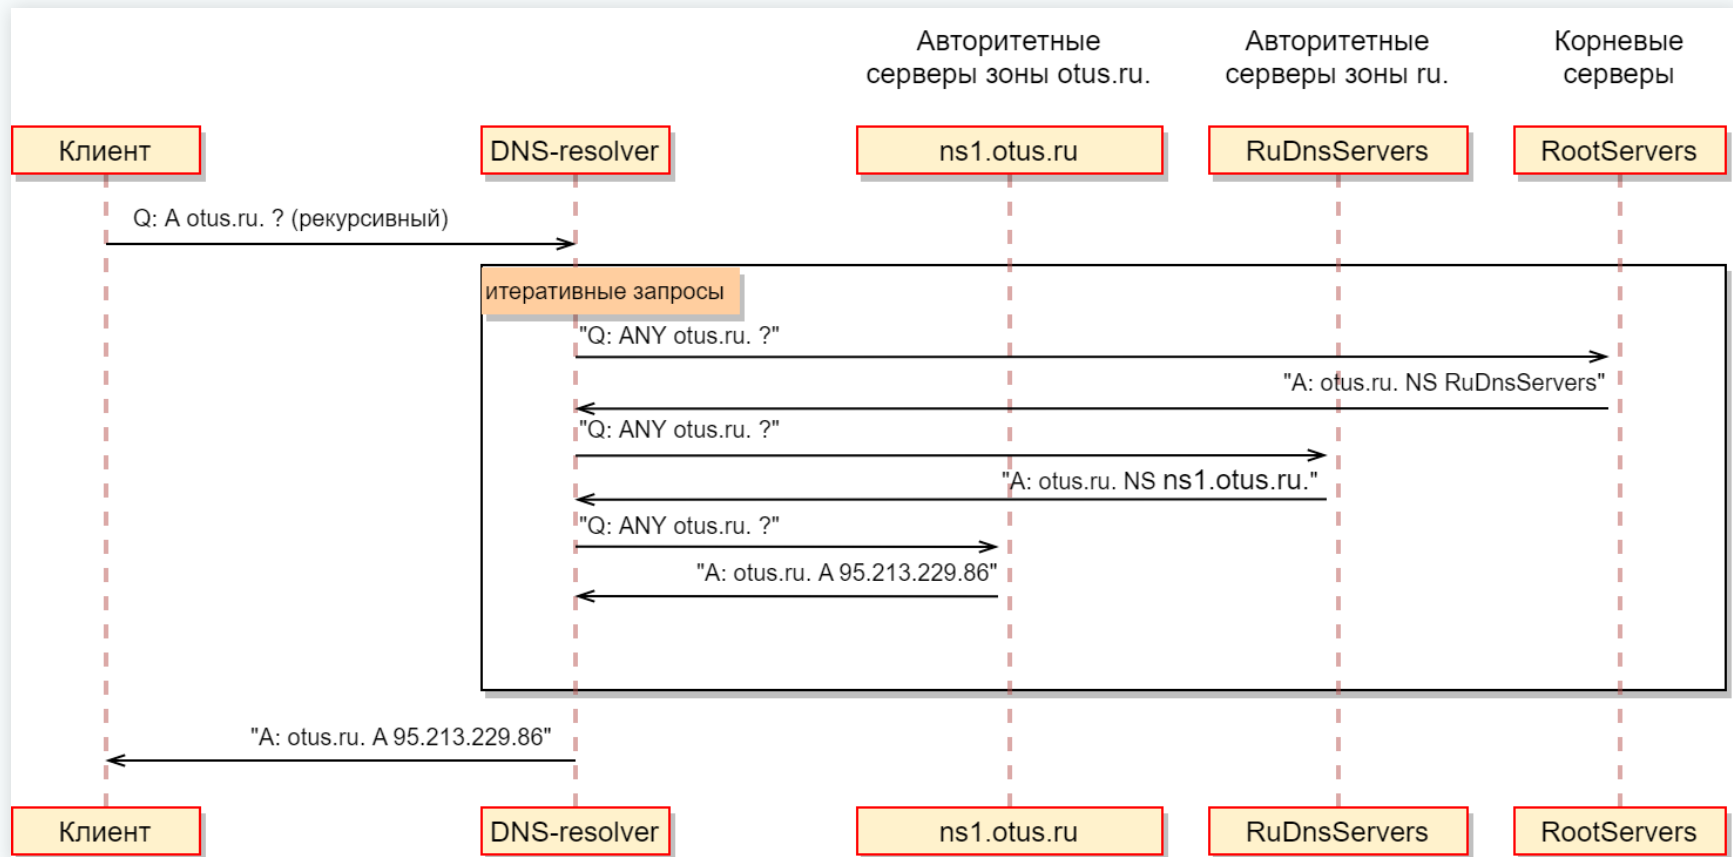 Авторитетные
серверы зоны otus.ru.
Авторитетные
серверы зоны ru.
Корневые
серверы
Клиент
DNS-resolver
ns1.otus.ru
RuDnsServers
RootServers
Q: A otus.ru. ? (рекурсивный)
итеративные запросы
"Q: ANY otus.ru. ?"
"A: otus.ru. NS RuDnsServers"
"Q: ANY otus.ru. ?"
"A: otus.ru. NS ns1.otus.ru."
"Q: ANY otus.ru. ?"
"A: otus.ru. A 95.213.229.86"
"A: otus.ru. A 95.213.229.86"
Клиент
DNS-resolver
ns1.otus.ru
RuDnsServers
RootServers